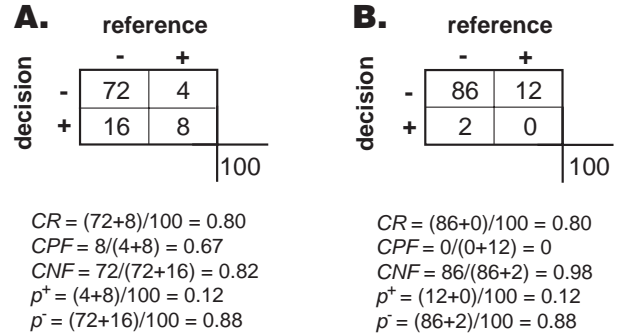 A.
reference
- +
decision
- 72 4
+ 16 8
100
CR = (72+8)/100 = 0.80
CPF = 8/(4+8) = 0.67
CNF = 72/(72+16) = 0.82
p+ = (4+8)/100 = 0.12
p- = (72+16)/100 = 0.88
B.
reference
- +
decision
- 86 12
+ 2 0
100
CR = (86+0)/100 = 0.80
CPF = 0/(0+12) = 0
CNF = 86/(86+2) = 0.98
p+ = (12+0)/100 = 0.12
p- = (86+2)/100 = 0.88